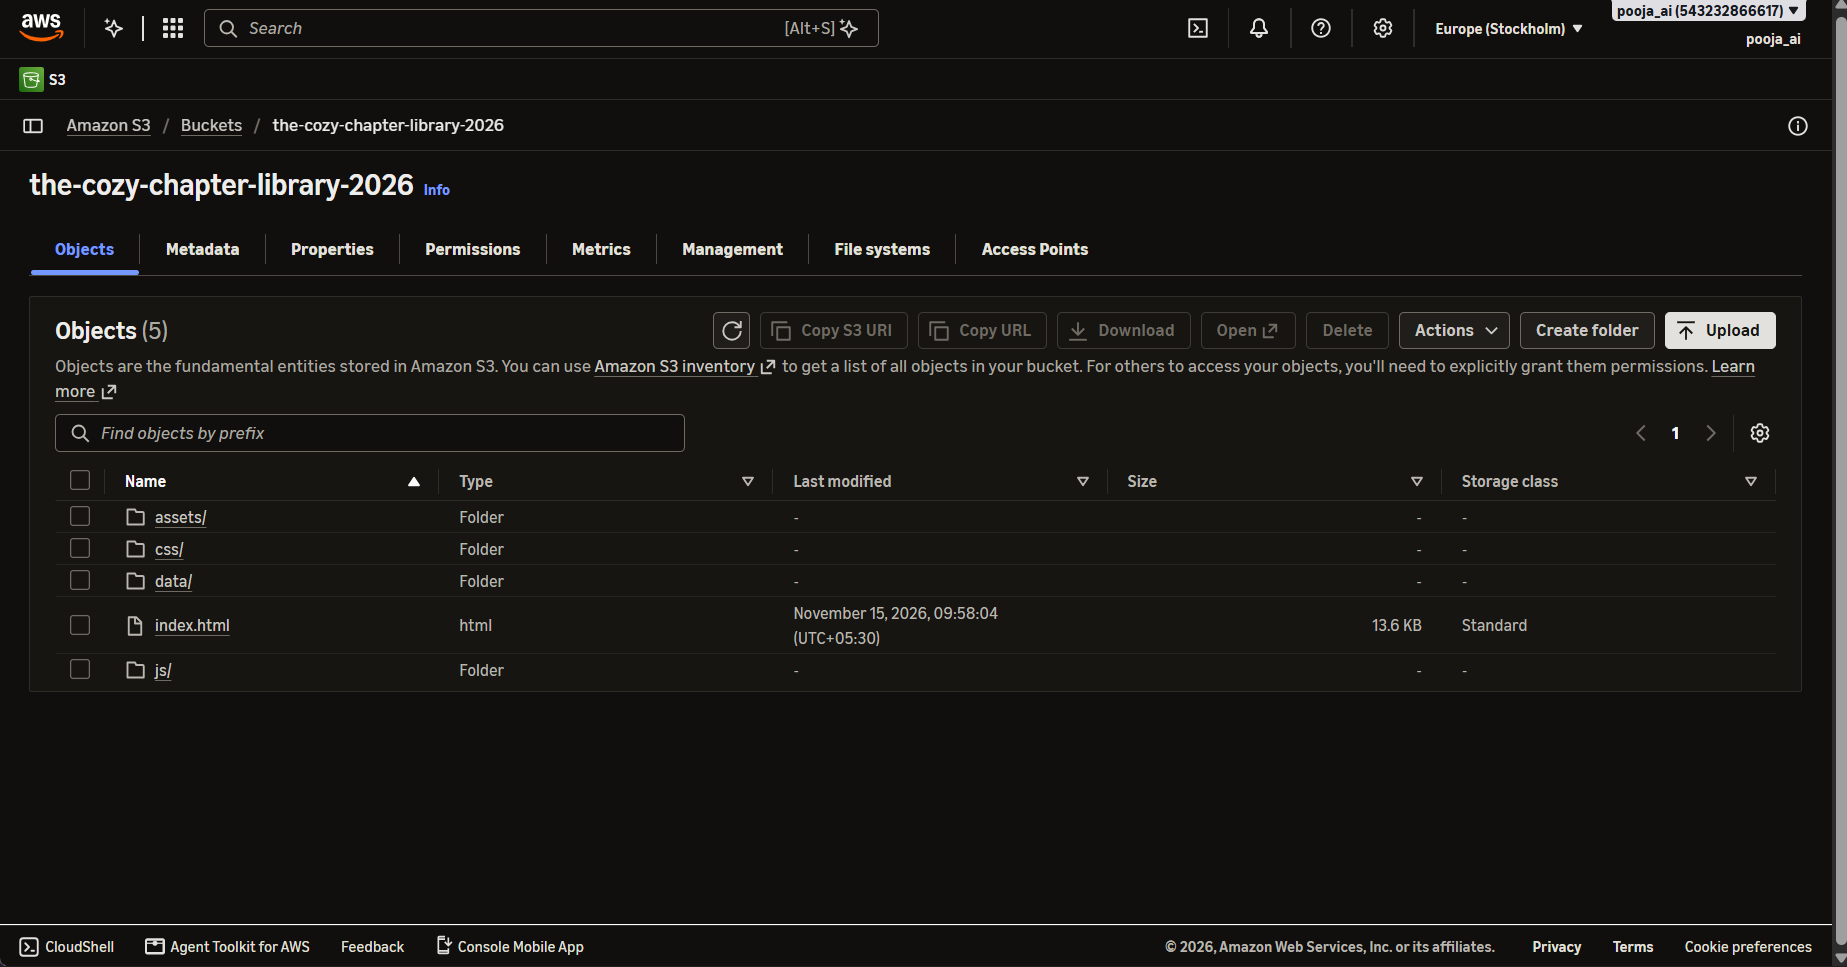 aws
Search [Alt+S]
Europe (Stockholm)
pooja_ai (543232866617)
pooja_ai
S3
Amazon S3 / Buckets / the-cozy-chapter-library-2026
the-cozy-chapter-library-2026 Info
Objects Metadata Properties Permissions Metrics Management File systems Access Points
Objects (5)
Copy S3 URI Copy URL Download Open Delete Actions Create folder Upload
Objects are the fundamental entities stored in Amazon S3. You can use Amazon S3 inventory to get a list of all objects in your bucket. For others to access your objects, you'll need to explicitly grant them permissions. Learn
more
Find objects by prefix
1
Name Type Last modified Size Storage class
assets/ Folder - - -
css/ Folder - - -
data/ Folder - - -
index.html html November 15, 2026, 09:58:04 13.6 KB Standard
(UTC+05:30)
js/ Folder - - -
CloudShell Agent Toolkit for AWS Feedback Console Mobile App © 2026, Amazon Web Services, Inc. or its affiliates. Privacy Terms Cookie preferences